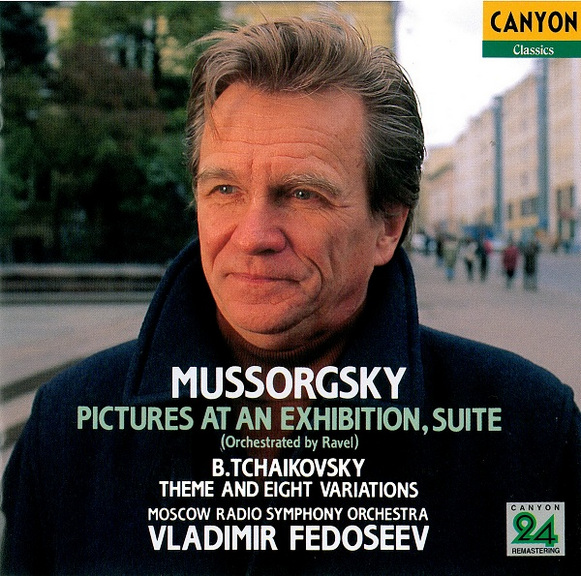 CANYON
Classics
MUSSORGSKY
PICTURES AT AN EXHIBITION, SUITE
(Orchestrated by Ravel)
B.TCHAIKOVSKY
THEME AND EIGHT VARIATIONS
MOSCOW RADIO SYMPHONY ORCHESTRA
VLADIMIR FEDOSEEV
CANYON
24
REMASTERING